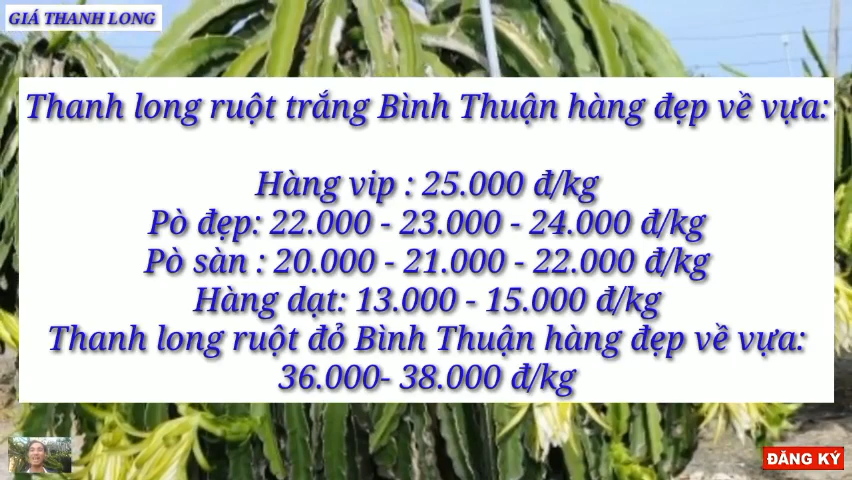 GIÁ THANH LONG
Thanh long ruột trắng Bình Thuận hàng đẹp về vựa:
Hàng vip : 25.000 đ/kg
Pò đẹp: 22.000 - 23.000 - 24.000 đ/kg
Pò sàn : 20.000 - 21.000 - 22.000 đ/kg
Hàng dạt: 13.000 - 15.000 đ/kg
Thanh long ruột đỏ Bình Thuận hàng đẹp về vựa:
36.000- 38.000 đ/kg
ĐĂNG KÝ